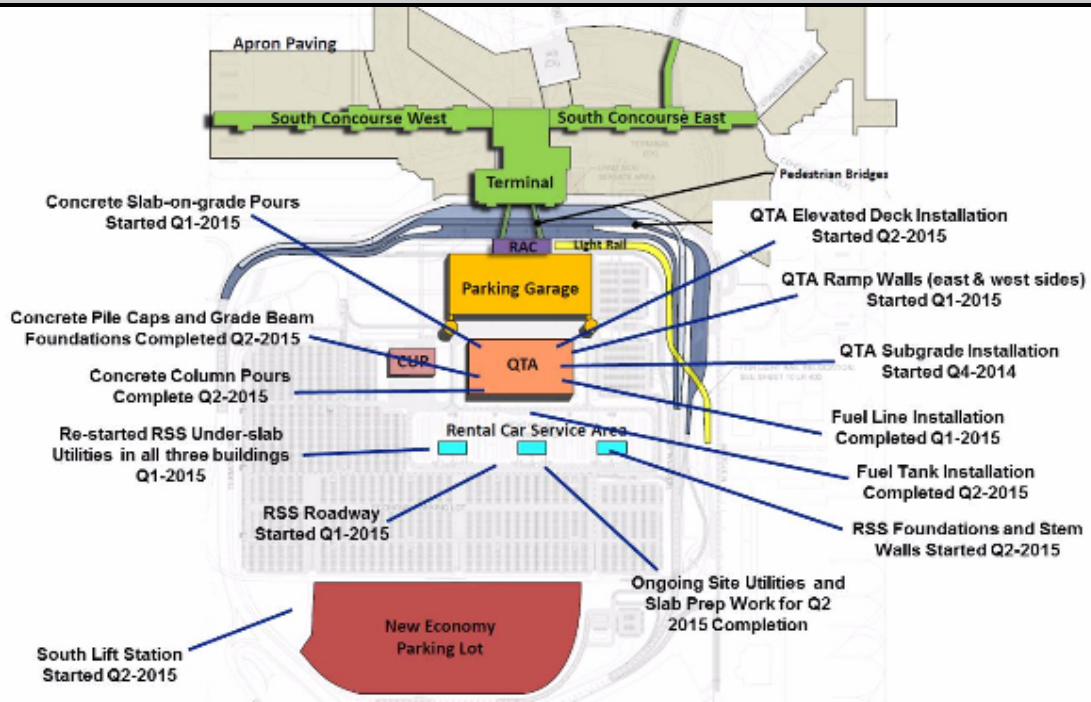 Apron Paving
South Concourse West
South Concourse East
Terminal
Pedestrian Bridges
Concrete Slab-on-grade Pours
Started Q1-2015
QTA Elevated Deck Installation
Started Q2-2015
RAC
Light Rail
Parking Garage
QTA Ramp Walls (east & west sides)
Started Q1-2015
Concrete Pile Caps and Grade Beam
Foundations Completed Q2-2015
CUP
QTA
QTA Subgrade Installation
Started Q4-2014
Concrete Column Pours
Complete Q2-2015
Fuel Line Installation
Completed Q1-2015
Re-started RSS Under-slab
Utilities in all three buildings
Q1-2015
Rental Car Service Area
Fuel Tank Installation
Completed Q2-2015
RSS Roadway
Started Q1-2015
RSS Foundations and Stem
Walls Started Q2-2015
Ongoing Site Utilities and
Slab Prep Work for Q2
2015 Completion
New Economy
Parking Lot
South Lift Station
Started Q2-2015